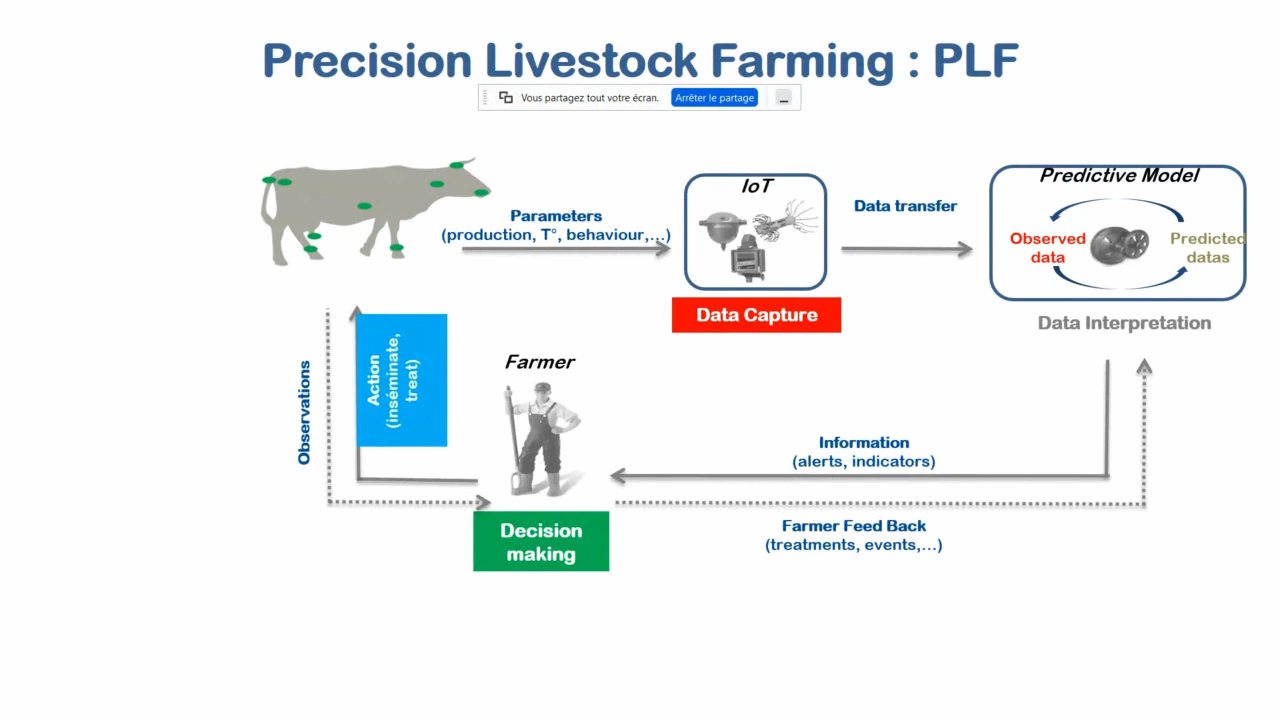 Precision Livestock Farming : PLF
Vous partagez tout votre écran. Arrêter le partage
Parameters
(production, T°, behaviour,...)
IoT
Data Capture
Data transfer
Predictive Model
Observed
data
Predicted
datas
Data Interpretation
Observations
Action
(inséminate,
treat)
Farmer
Decision
making
Information
(alerts, indicators)
Farmer Feed Back
(treatments, events,...)